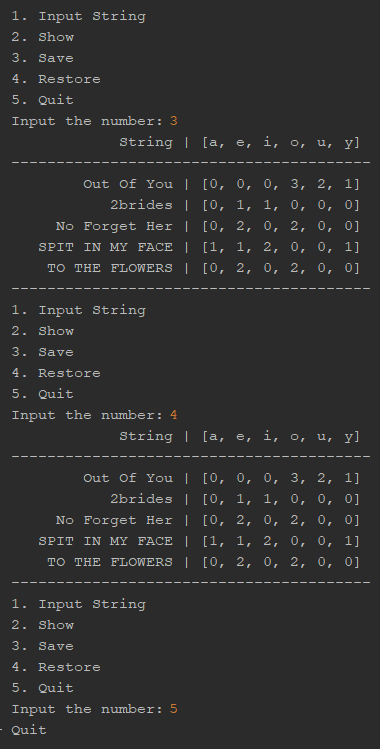 1. Input String
2. Show
3. Save
4. Restore
5. Quit
Input the number: 3
String | [a, e, i, o, u, y]
----------------------------------------
Out Of You | [0, 0, 0, 3, 2, 1]
2brides | [0, 1, 1, 0, 0, 0]
No Forget Her | [0, 2, 0, 2, 0, 0]
SPIT IN MY FACE | [1, 1, 2, 0, 0, 1]
TO THE FLOWERS | [0, 2, 0, 2, 0, 0]
----------------------------------------
1. Input String
2. Show
3. Save
4. Restore
5. Quit
Input the number: 4
String | [a, e, i, o, u, y]
----------------------------------------
Out Of You | [0, 0, 0, 3, 2, 1]
2brides | [0, 1, 1, 0, 0, 0]
No Forget Her | [0, 2, 0, 2, 0, 0]
SPIT IN MY FACE | [1, 1, 2, 0, 0, 1]
TO THE FLOWERS | [0, 2, 0, 2, 0, 0]
----------------------------------------
1. Input String
2. Show
3. Save
4. Restore
5. Quit
Input the number: 5
Quit